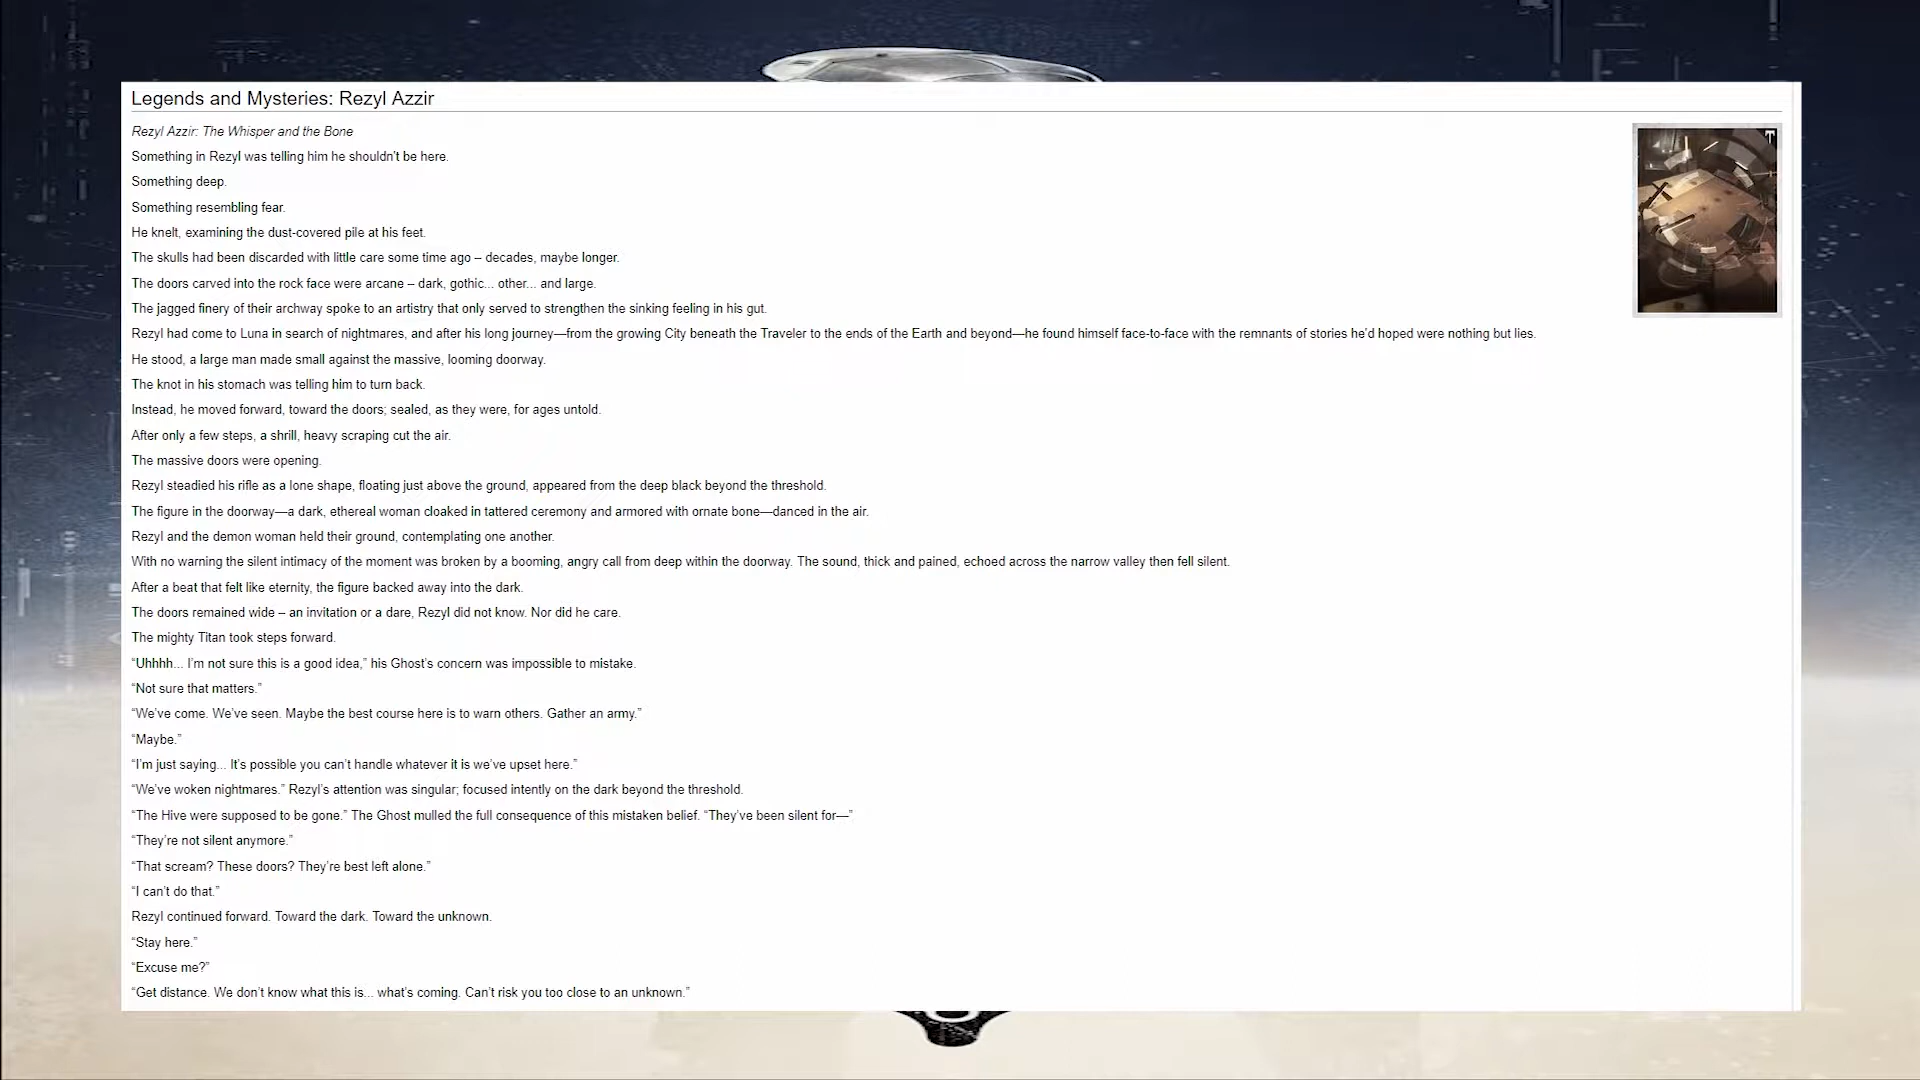 Legends and Mysteries: Rezyl Azzir
Rezyl Azzir: The Whisper and the Bone
Something in Rezyl was telling him he shouldn't be here.
Something deep.
Something resembling fear.
He knelt, examining the dust-covered pile at his feet.
The skulls had been discarded with little care some time ago – decades, maybe longer.
The doors carved into the rock face were arcane – dark, gothic... other... and large.
The jagged finery of their archway spoke to an artistry that only served to strengthen the sinking feeling in his gut.
Rezyl had come to Luna in search of nightmares, and after his long journey—from the growing City beneath the Traveler to the ends of the Earth and beyond—he found himself face-to-face with the remnants of stories he'd hoped were nothing but lies.
He stood, a large man made small against the massive, looming doorway.
The knot in his stomach was telling him to turn back.
Instead, he moved forward, toward the doors; sealed, as they were, for ages untold.
After only a few steps, a shrill, heavy scraping cut the air.
The massive doors were opening.
Rezyl steadied his rifle as a lone shape, floating just above the ground, appeared from the deep black beyond the threshold.
The figure in the doorway—a dark, ethereal woman cloaked in tattered ceremony and armored with ornate bone—danced in the air.
Rezyl and the demon woman held their ground, contemplating one another.
With no warning the silent intimacy of the moment was broken by a booming, angry call from deep within the doorway. The sound, thick and pained, echoed across the narrow valley then fell silent.
After a beat that felt like eternity, the figure backed away into the dark.
The doors remained wide – an invitation or a dare, Rezyl did not know. Nor did he care.
The mighty Titan took steps forward.
“Uhhhh... I'm not sure this is a good idea,” his Ghost's concern was impossible to mistake.
“Not sure that matters.”
“We've come. We've seen. Maybe the best course here is to warn others. Gather an army.”
“Maybe.”
“I'm just saying... It's possible you can't handle whatever it is we've upset here.”
“We've woken nightmares.” Rezyl's attention was singular; focused intently on the dark beyond the threshold.
“The Hive were supposed to be gone.” The Ghost mulled the full consequence of this mistaken belief. “They've been silent for—”
“They're not silent anymore.”
“That scream? These doors? They're best left alone.”
“I can't do that.”
Rezyl continued forward. Toward the dark. Toward the unknown.
“Stay here.”
“Excuse me?”
“Get distance. We don't know what this is... what's coming. Can't risk you too close to an unknown.”